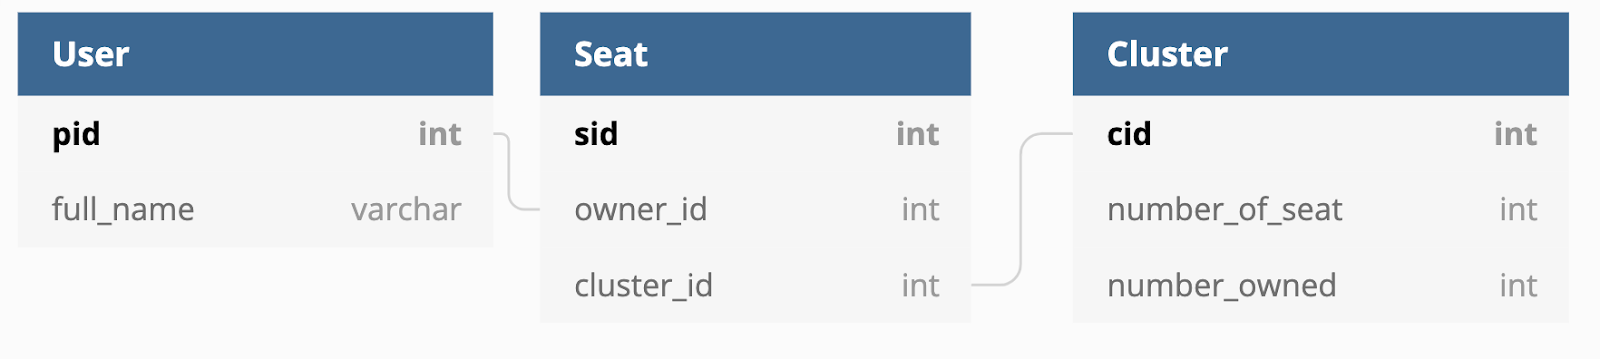 User
pid int
full_name varchar
Seat
sid int
owner_id int
cluster_id int
Cluster
cid int
number_of_seat int
number_owned int